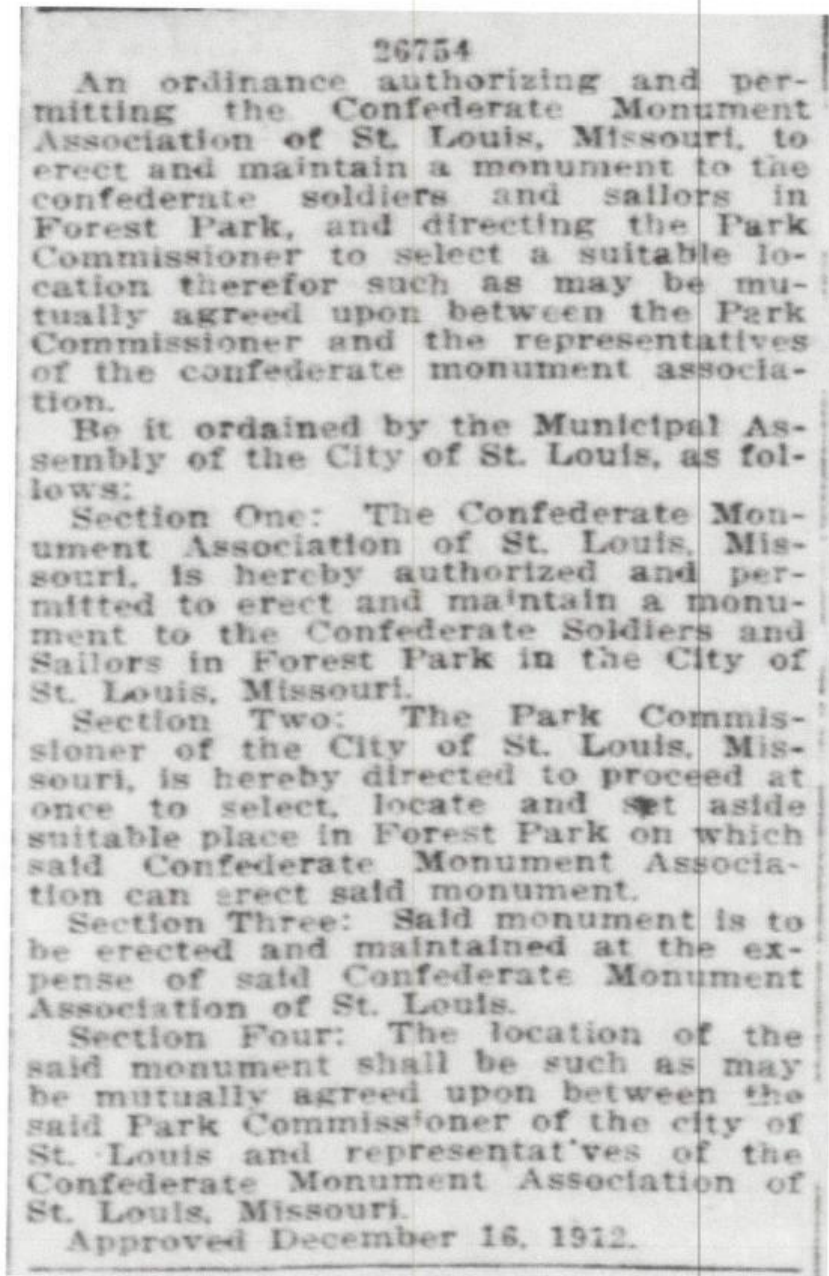 26754
An ordinance authorizing and per-
mitting the Confederate Monument
Association of St. Louis, Missouri, to
erect and maintain a monument to the
confederate soldiers and sailors in
Forest Park, and directing the Park
Commissioner to select a suitable lo-
cation therefor such as may be mu-
tually agreed upon between the Park
Commissioner and the representatives
of the confederate monument associa-
tion.
Be it ordained by the Municipal As-
sembly of the City of St. Louis, as fol-
lows:
Section One: The Confederate Mon-
ument Association of St. Louis, Mis-
souri, is hereby authorized and per-
mitted to erect and maintain a monu-
ment to the Confederate Soldiers and
Sailors in Forest Park in the City of
St. Louis, Missouri.
Section Two: The Park Commis-
sioner of the City of St. Louis, Mis-
souri, is hereby directed to proceed at
once to select, locate and set aside
suitable place in Forest Park on which
said Confederate Monument Associa-
tion can erect said monument.
Section Three: Said monument is to
be erected and maintained at the ex-
pense of said Confederate Monument
Association of St. Louis.
Section Four: The location of the
said monument shall be such as may
be mutually agreed upon between the
said Park Commissioner of the city of
St. Louis and representatives of the
Confederate Monument Association of
St. Louis, Missouri.
Approved December 16, 1912.